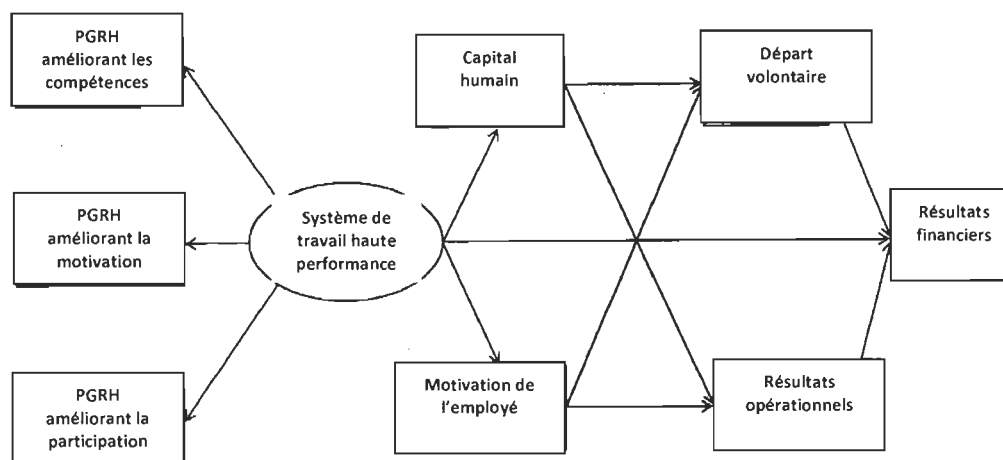 PGRH
améliorant les
compétences
Capital
humain
Départ
volontaire
PGRH
améliorant la
motivation
Système de
travail haute
performance
Résultats
financiers
PGRH
améliorant la
participation
Motivation de
l'employé
Résultats
opérationnels